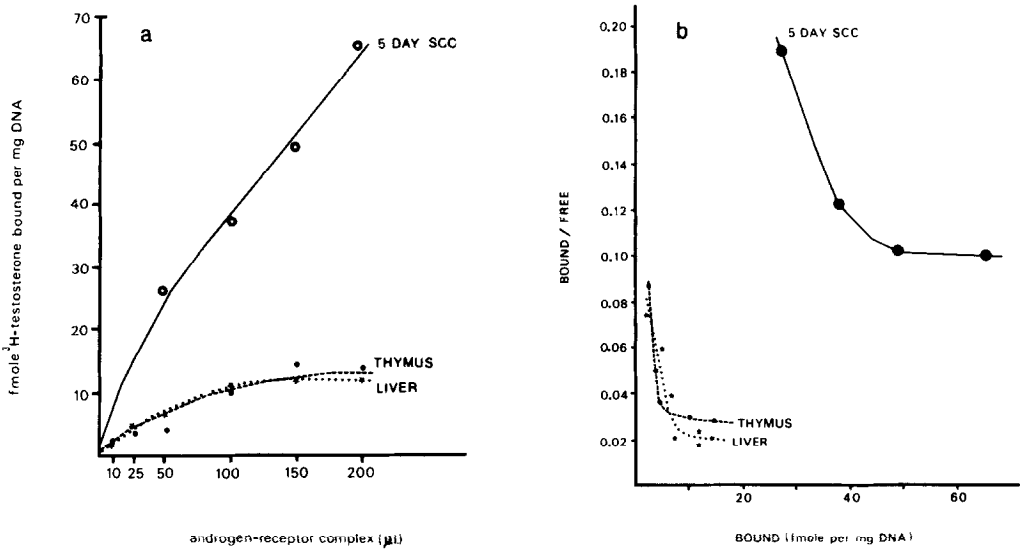 a
70
60
50
40
30
20
10
fmole ³H-testosterone bound per mg DNA
5 DAY SCC
THYMUS
LIVER
10 25 50 100 150 200
androgen-receptor complex (µl)
b
0.20
0.18
0.16
0.14
0.12
0.10
0.08
0.06
0.04
0.02
BOUND / FREE
5 DAY SCC
THYMUS
LIVER
20 40 60
BOUND (fmole per mg DNA)